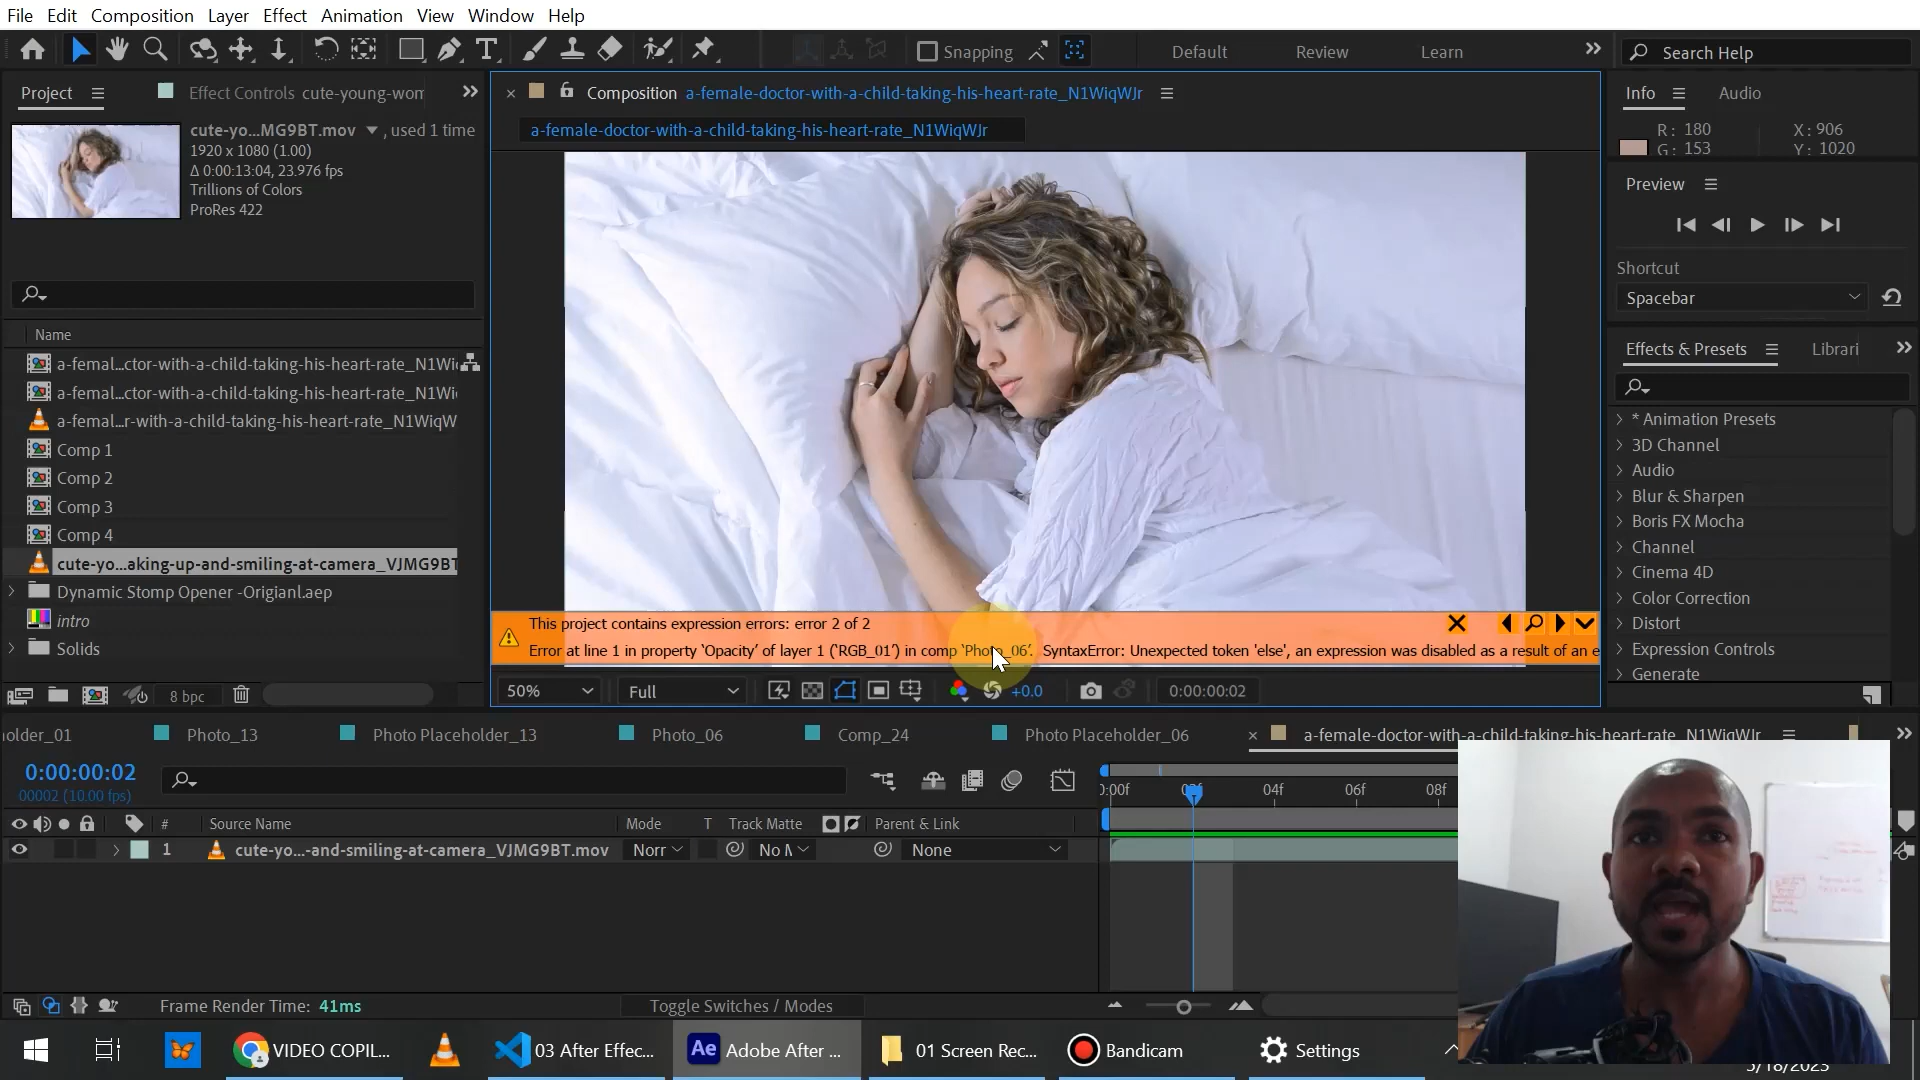 File Edit Composition Layer Effect Animation View Window Help
Snapping
Default Review Learn
Search Help
Project
Effect Controls cute-young-wom
Composition a-female-doctor-with-a-child-taking-his-heart-rate_N1WiqWJr
a-female-doctor-with-a-child-taking-his-heart-rate_N1WiqWJr
cute-yo...MG9BT.mov , used 1 time
1920 x 1080 (1.00)
Δ 0:00:13:04, 23.976 fps
Trillions of Colors
ProRes 422
Name
a-femal...ctor-with-a-child-taking-his-heart-rate_N1Wi
a-femal...ctor-with-a-child-taking-his-heart-rate_N1Wi
a-femal...r-with-a-child-taking-his-heart-rate_N1WiqW
Comp 1
Comp 2
Comp 3
Comp 4
cute-yo...aking-up-and-smiling-at-camera_VJMG9BT
Dynamic Stomp Opener -Origianl.aep
intro
Solids
8 bpc
This project contains expression errors: error 2 of 2
Error at line 1 in property 'Opacity' of layer 1 ('RGB_01') in comp 'Photo_06'. SyntaxError: Unexpected token 'else', an expression was disabled as a result of an e
50% Full +0.0 0:00:00:02
Info Audio
R: 180 X: 906
G: 153 Y: 1020
Preview
Shortcut
Spacebar
Effects & Presets Librari
* Animation Presets
3D Channel
Audio
Blur & Sharpen
Boris FX Mocha
Channel
Cinema 4D
Color Correction
Distort
Expression Controls
Generate
older_01 Photo_13 Photo Placeholder_13 Photo_06 Comp_24 Photo Placeholder_06 a-female-doctor-with-a-child-taking-his-heart-rate_N1WiqWJr
0:00:00:02
00002 (10.00 fps)
0:00f 04f 06f 08f
# Source Name Mode T Track Matte Parent & Link
1 cute-yo...-and-smiling-at-camera_VJMG9BT.mov Norr No M None
Frame Render Time: 41ms
Toggle Switches / Modes
VIDEO COPIL... 03 After Effec... Ae Adobe After ... 01 Screen Rec... Bandicam Settings
5/18/2023